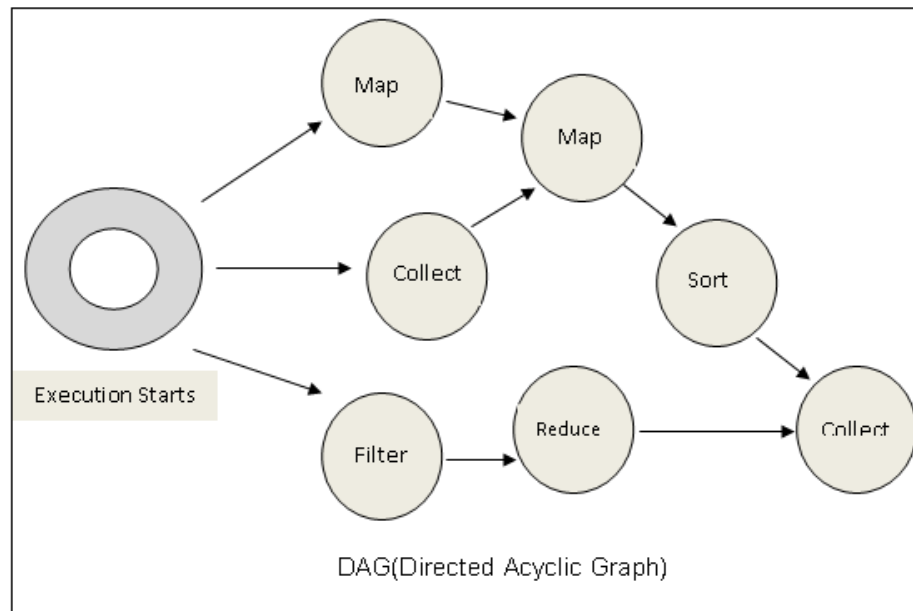 Map
Map
Collect
Sort
Execution Starts
Filter
Reduce
Collect
DAG(Directed Acyclic Graph)